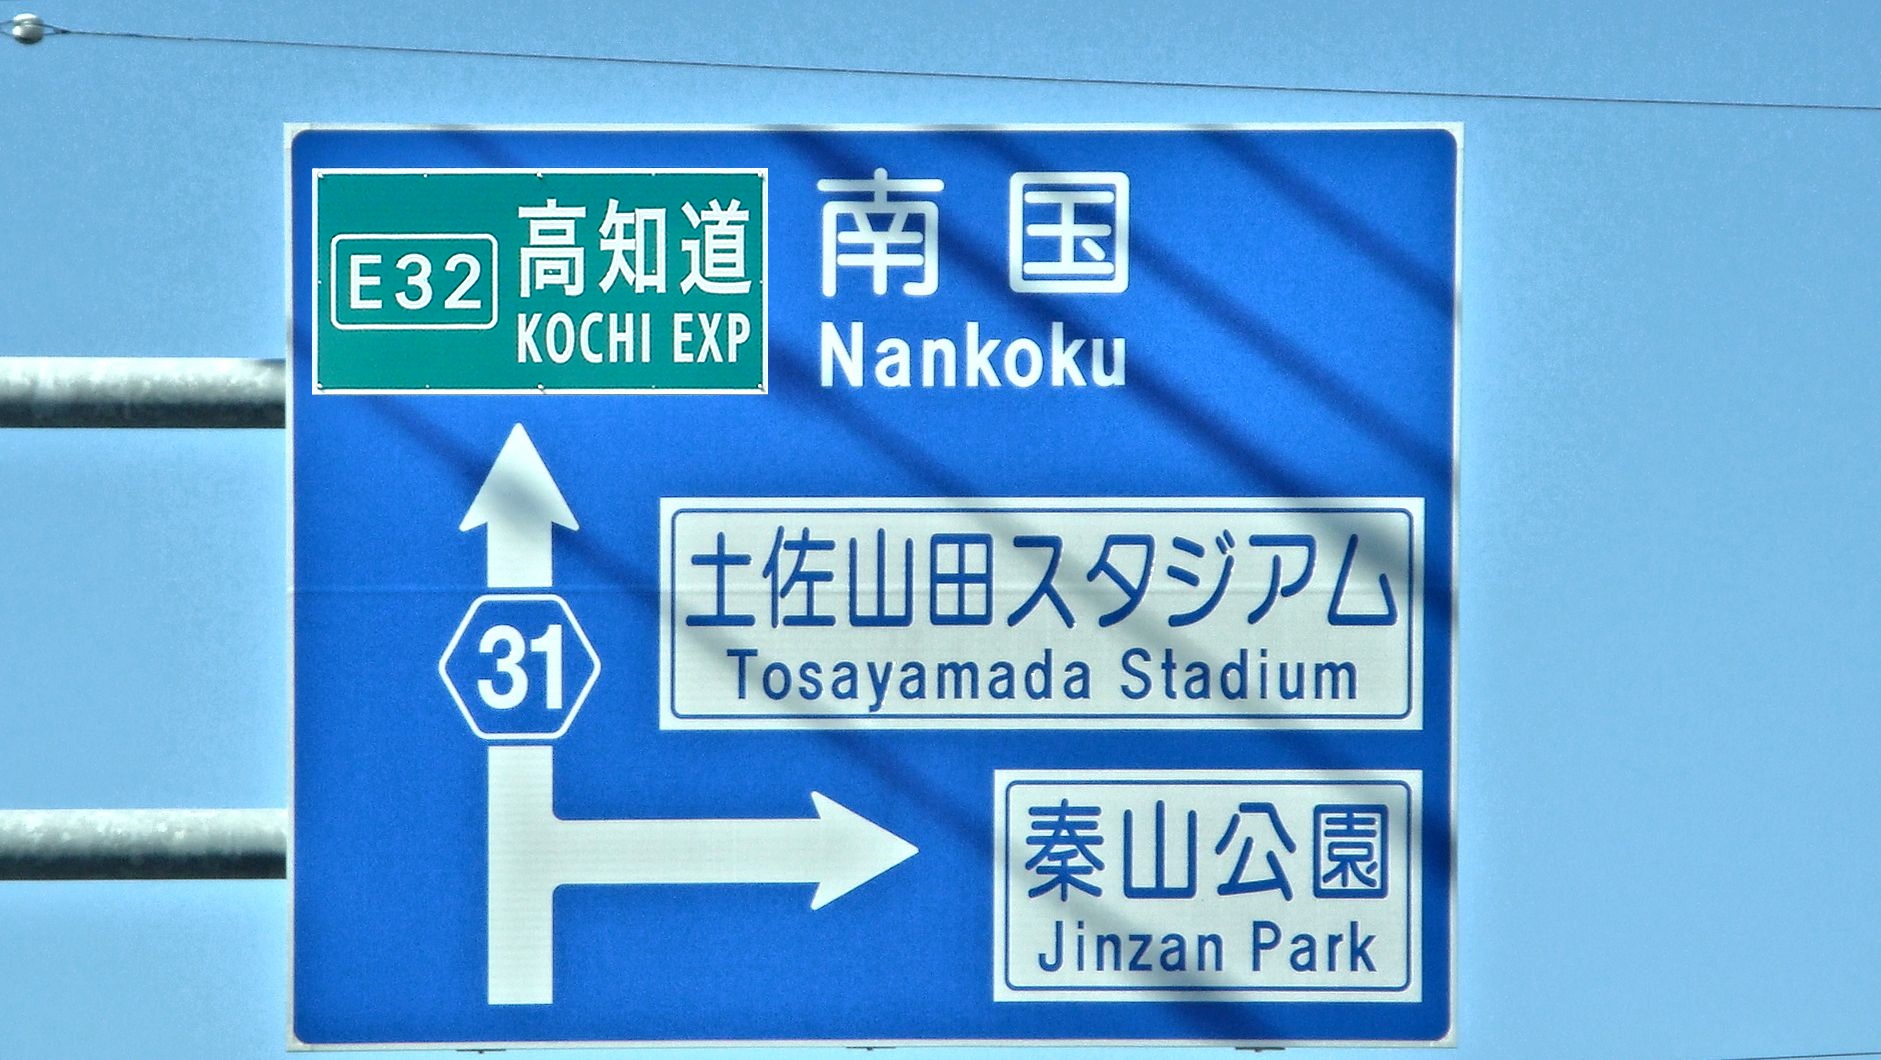 E32
高知道
KOCHI EXP
南国
Nankoku
31
土佐山田スタジアム
Tosayamada Stadium
秦山公園
Jinzan Park